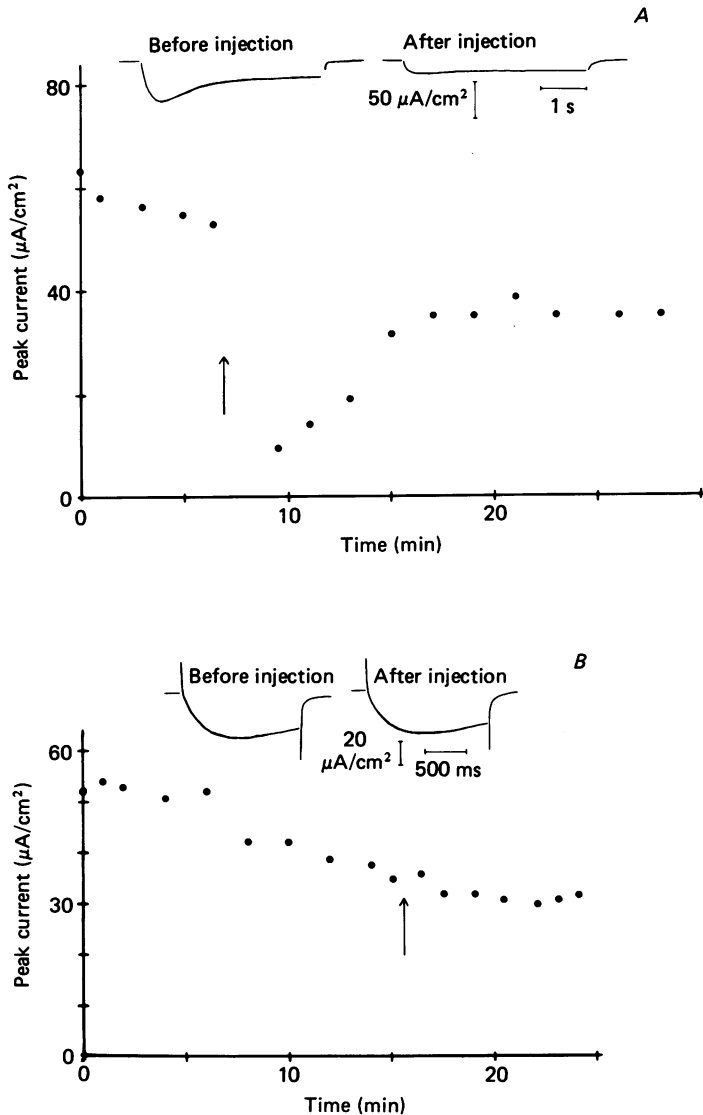 A
Before injection
After injection
50 μA/cm²
1 s
80
40
0
Peak current (μA/cm²)
0
10
20
Time (min)
B
Before injection
After injection
20
μA/cm²
500 ms
60
30
0
Peak current (μA/cm²)
0
10
20
Time (min)